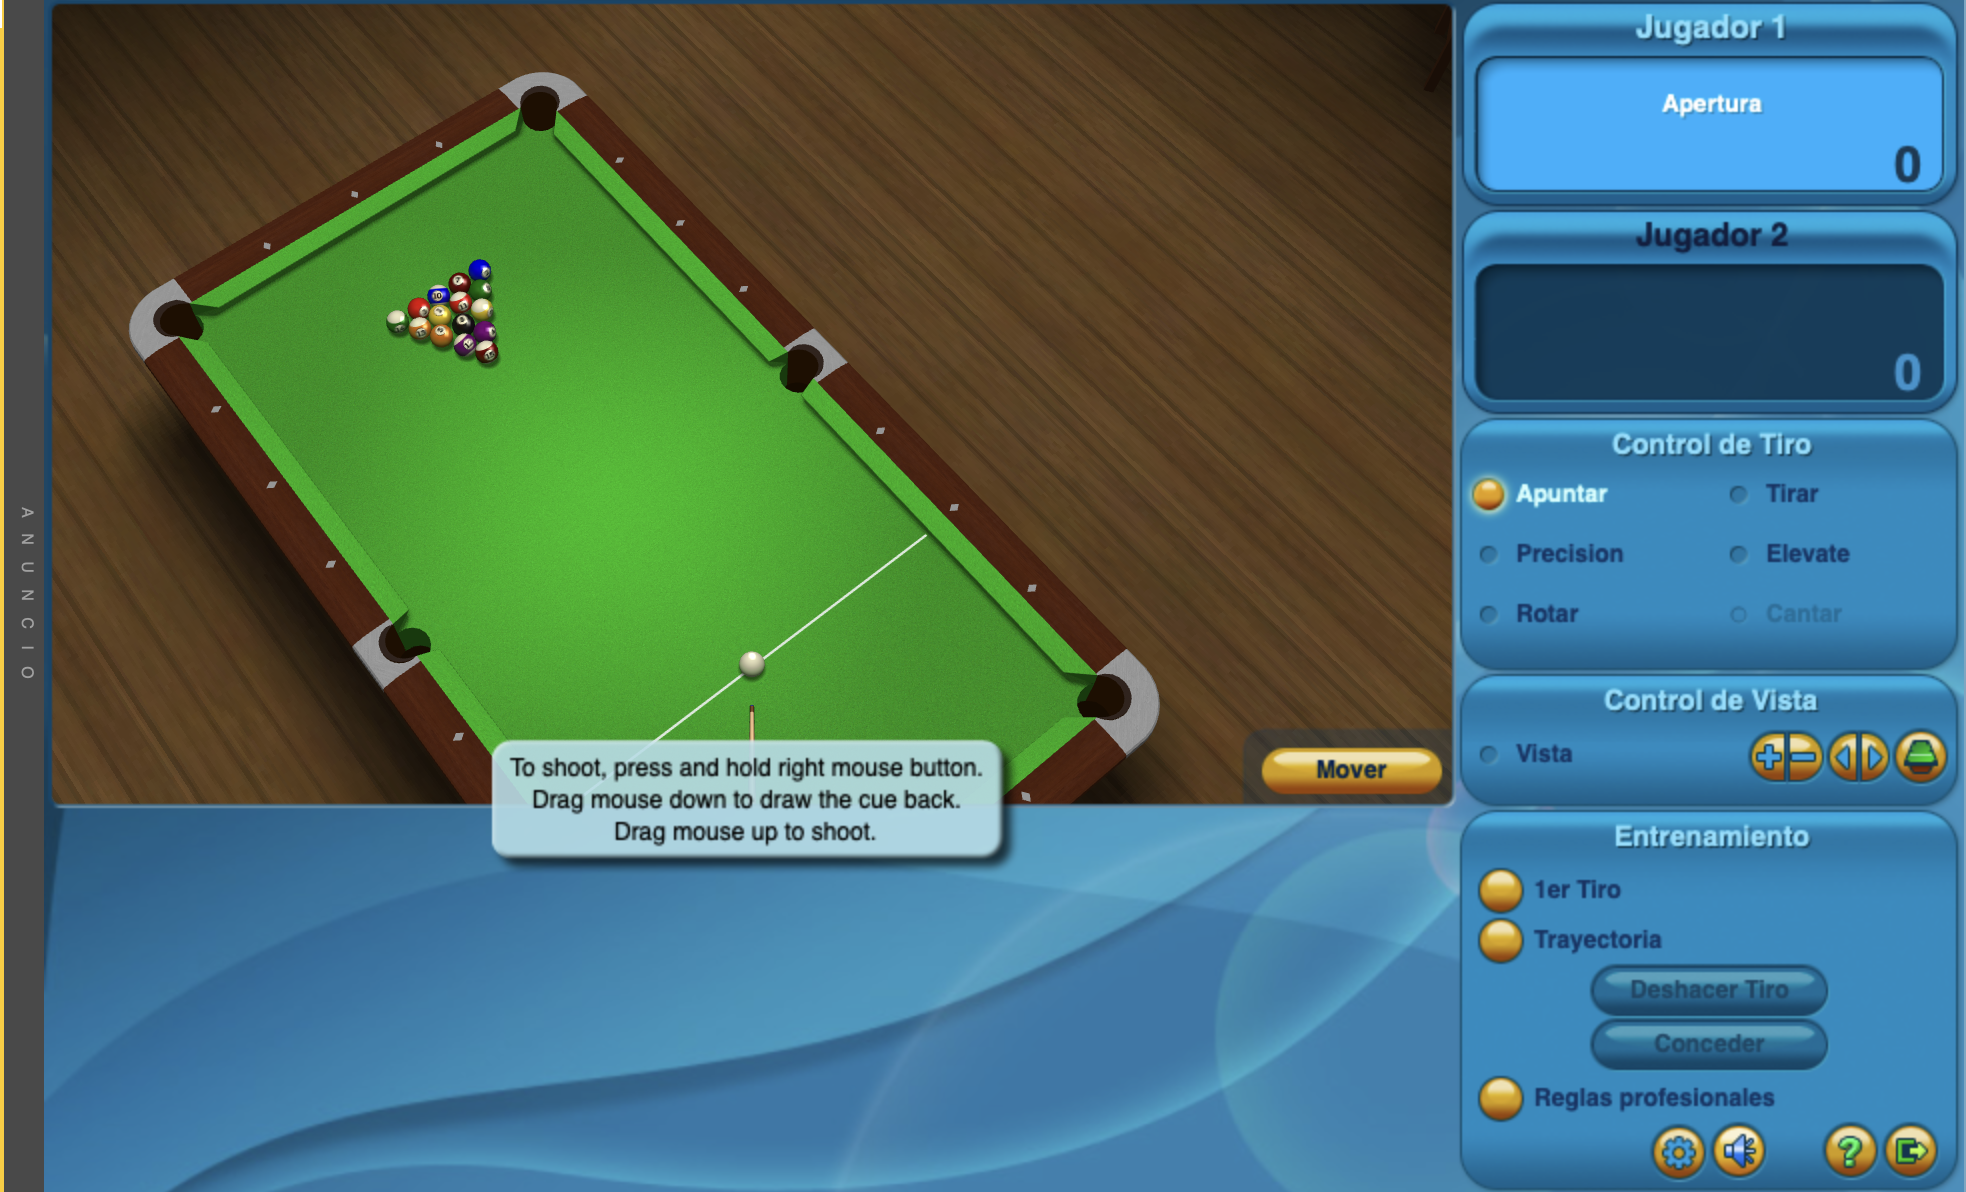 ANUNCIO
To shoot, press and hold right mouse button.
Drag mouse down to draw the cue back.
Drag mouse up to shoot.
Mover
Jugador 1
Apertura
0
Jugador 2
0
Control de Tiro
Apuntar
Tirar
Precision
Elevate
Rotar
Cantar
Control de Vista
Vista
Entrenamiento
1er Tiro
Trayectoria
Deshacer Tiro
Conceder
Reglas profesionales
?